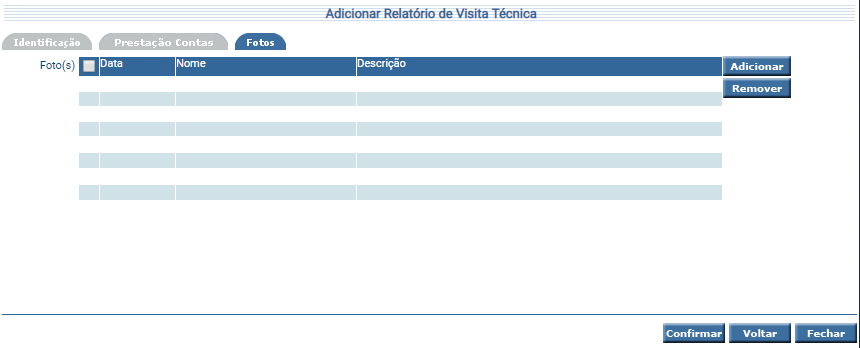 Adicionar Relatório de Visita Técnica
Identificação Prestação Contas Fotos
Foto(s) Data Nome Descrição Adicionar
Remover
Confirmar Voltar Fechar